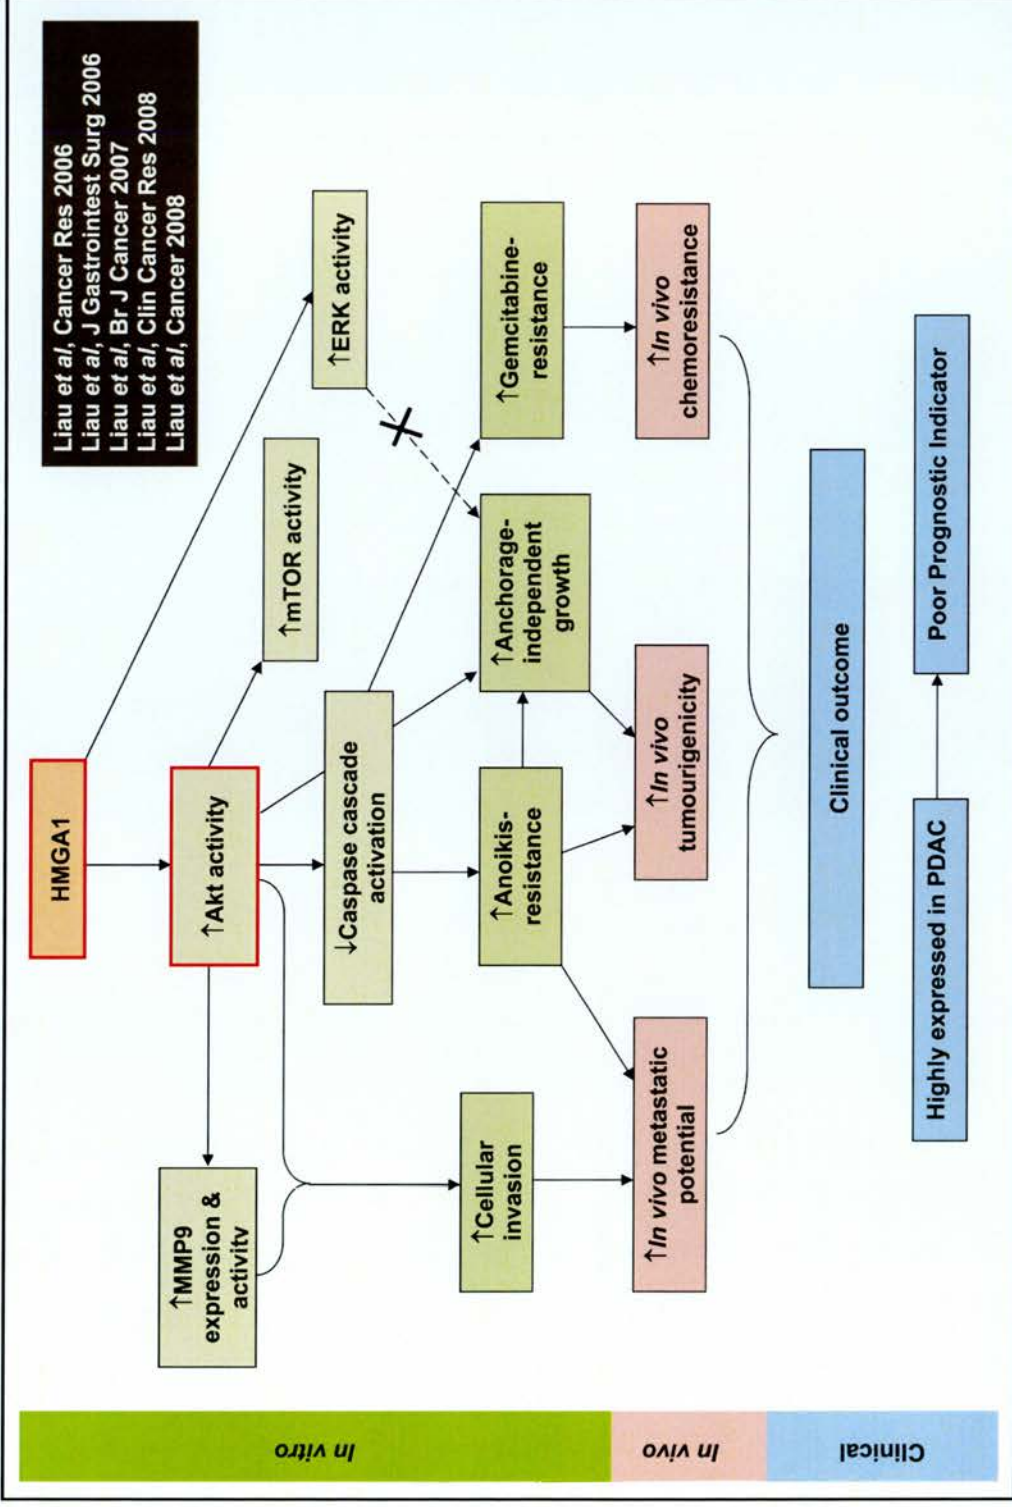 Liau et al, Cancer Res 2006
Liau et al, J Gastrointest Surg 2006
Liau et al, Br J Cancer 2007
Liau et al, Clin Cancer Res 2008
Liau et al, Cancer 2008
HMGA1
↑Akt activity
↑MMP9
expression &
activity
↑mTOR activity
↑ERK activity
↓Caspase cascade
activation
↑Cellular
invasion
↑Anoikis-
resistance
↑Anchorage-
independent
growth
↑Gemcitabine-
resistance
↑In vivo metastatic
potential
↑In vivo
tumourigenicity
↑In vivo
chemoresistance
Clinical outcome
Highly expressed in PDAC
Poor Prognostic Indicator
In vitro
In vivo
Clinical